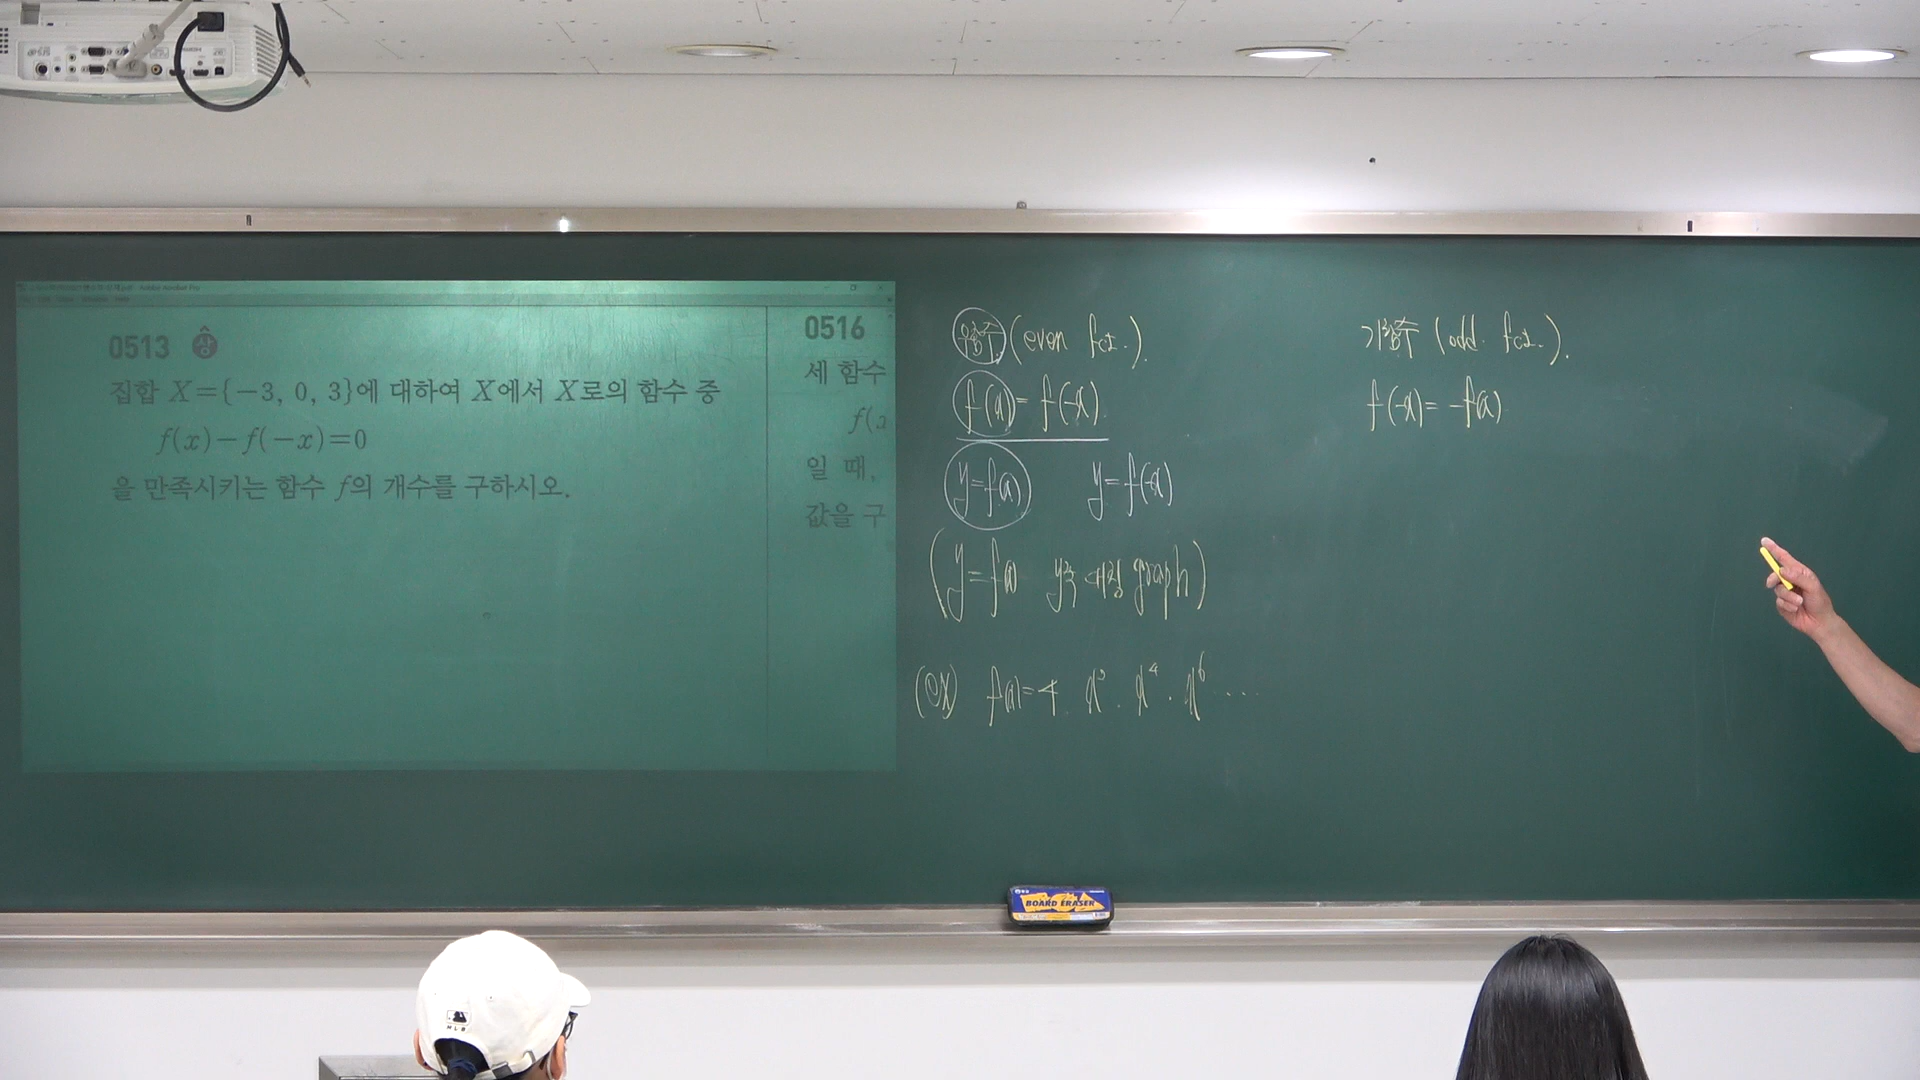 0513 상
집합 X={-3, 0, 3}에 대하여 X에서 X로의 함수 중
f(x)-f(-x)=0
을 만족시키는 함수 f의 개수를 구하시오.
0516
세 함수
일 때,
값을 구
우함수 (even fct.).
f(x)=f(-x).
y=f(x) y=f(-x)
(y=f(x) y축 대칭 graph)
(ex) f(x)=4. x². x⁴. x⁶ ....
기함수 (odd. fct.).
f(-x)=-f(x)
BOARD ERASER
MLB